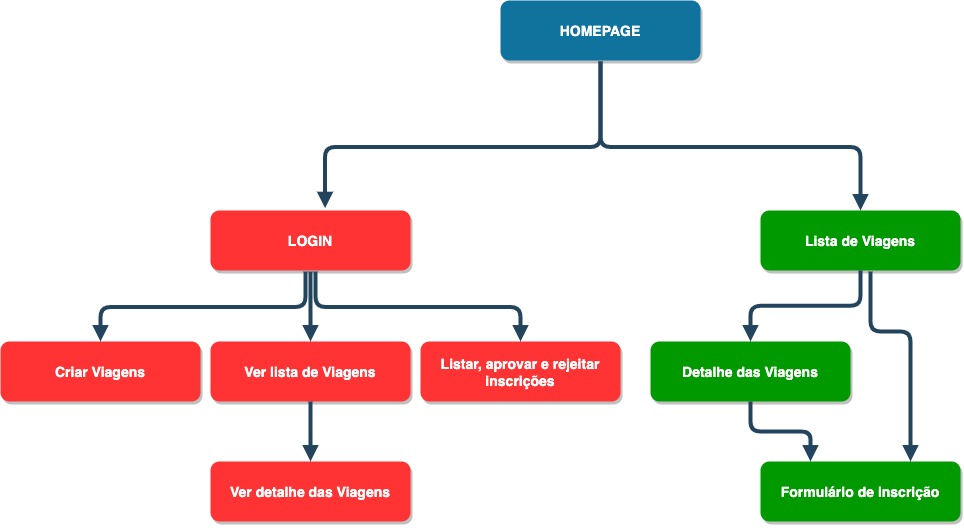 HOMEPAGE
LOGIN
Lista de Viagens
Criar Viagens
Ver lista de Viagens
Listar, aprovar e rejeitar
inscrições
Detalhe das Viagens
Ver detalhe das Viagens
Formulário de inscrição